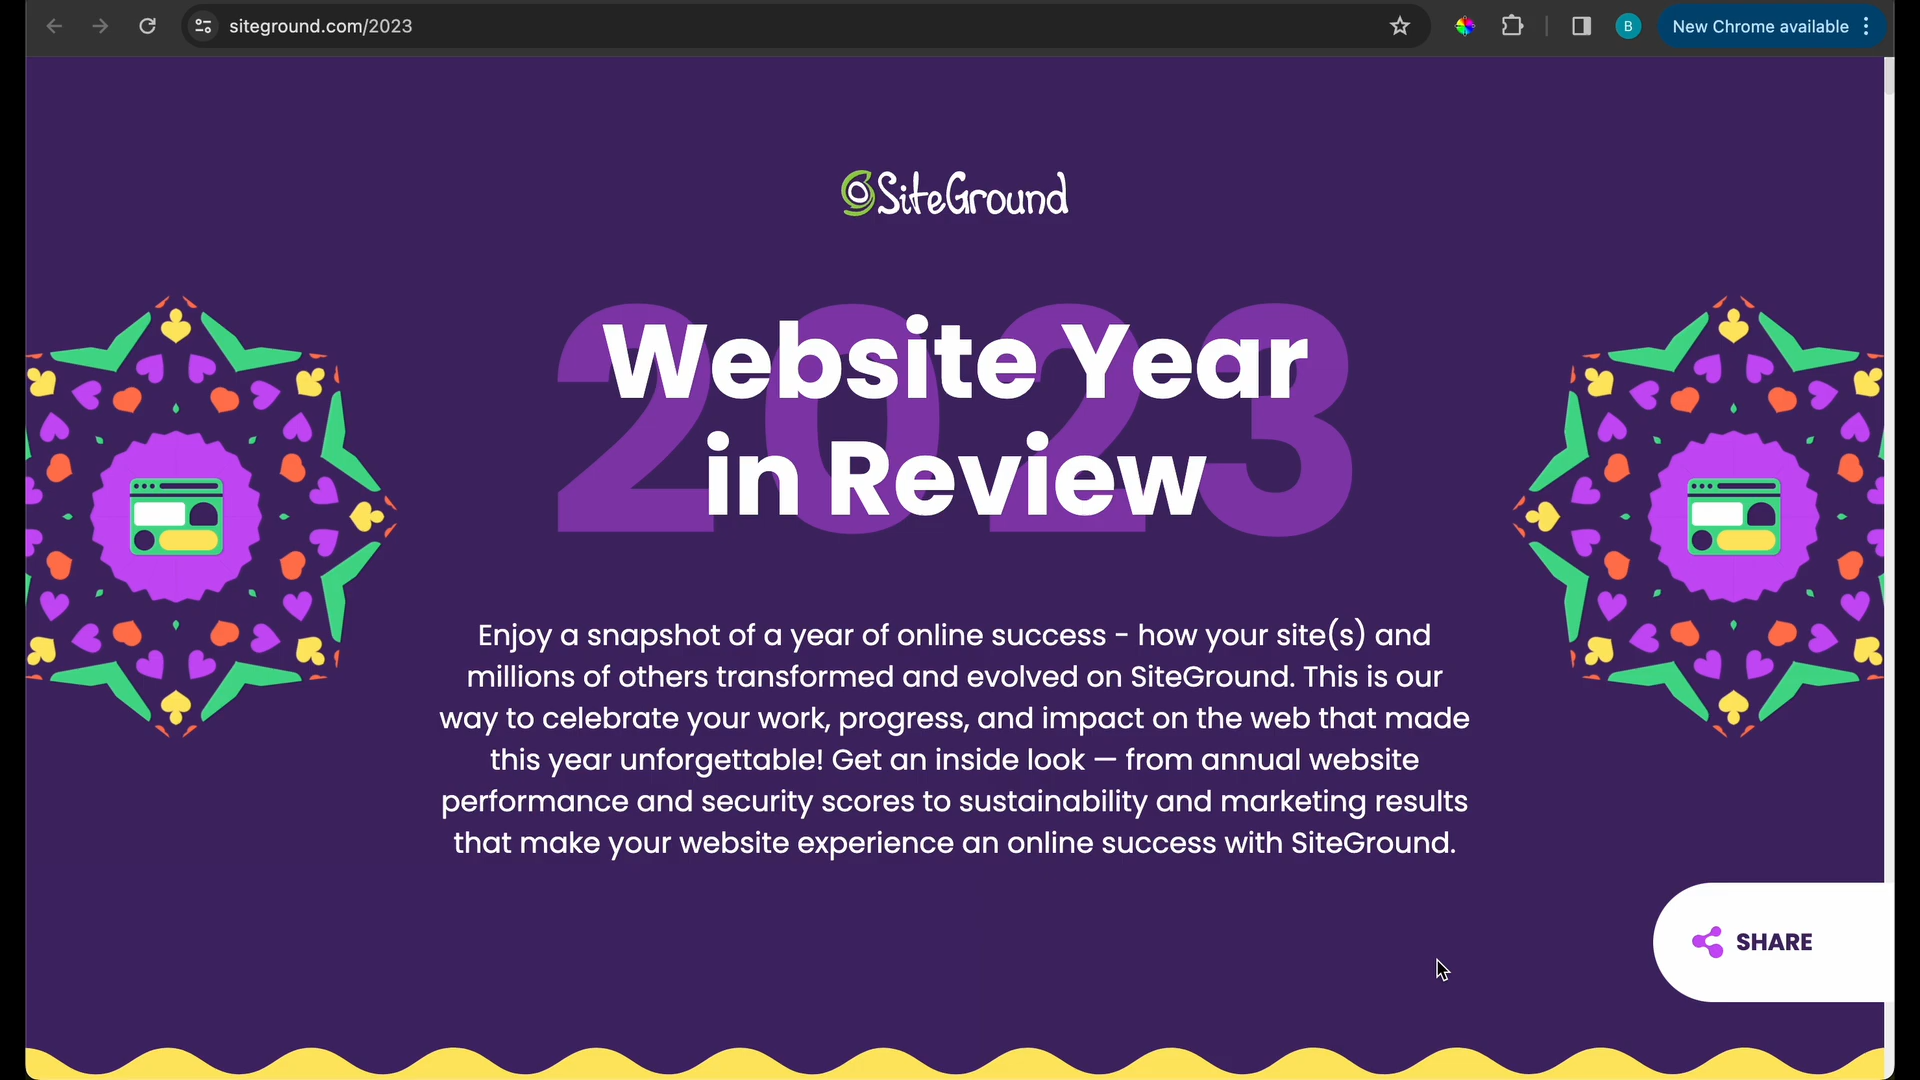 siteground.com/2023
B
New Chrome available
SiteGround
2023
Website Year
in Review
Enjoy a snapshot of a year of online success - how your site(s) and
millions of others transformed and evolved on SiteGround. This is our
way to celebrate your work, progress, and impact on the web that made
this year unforgettable! Get an inside look — from annual website
performance and security scores to sustainability and marketing results
that make your website experience an online success with SiteGround.
SHARE